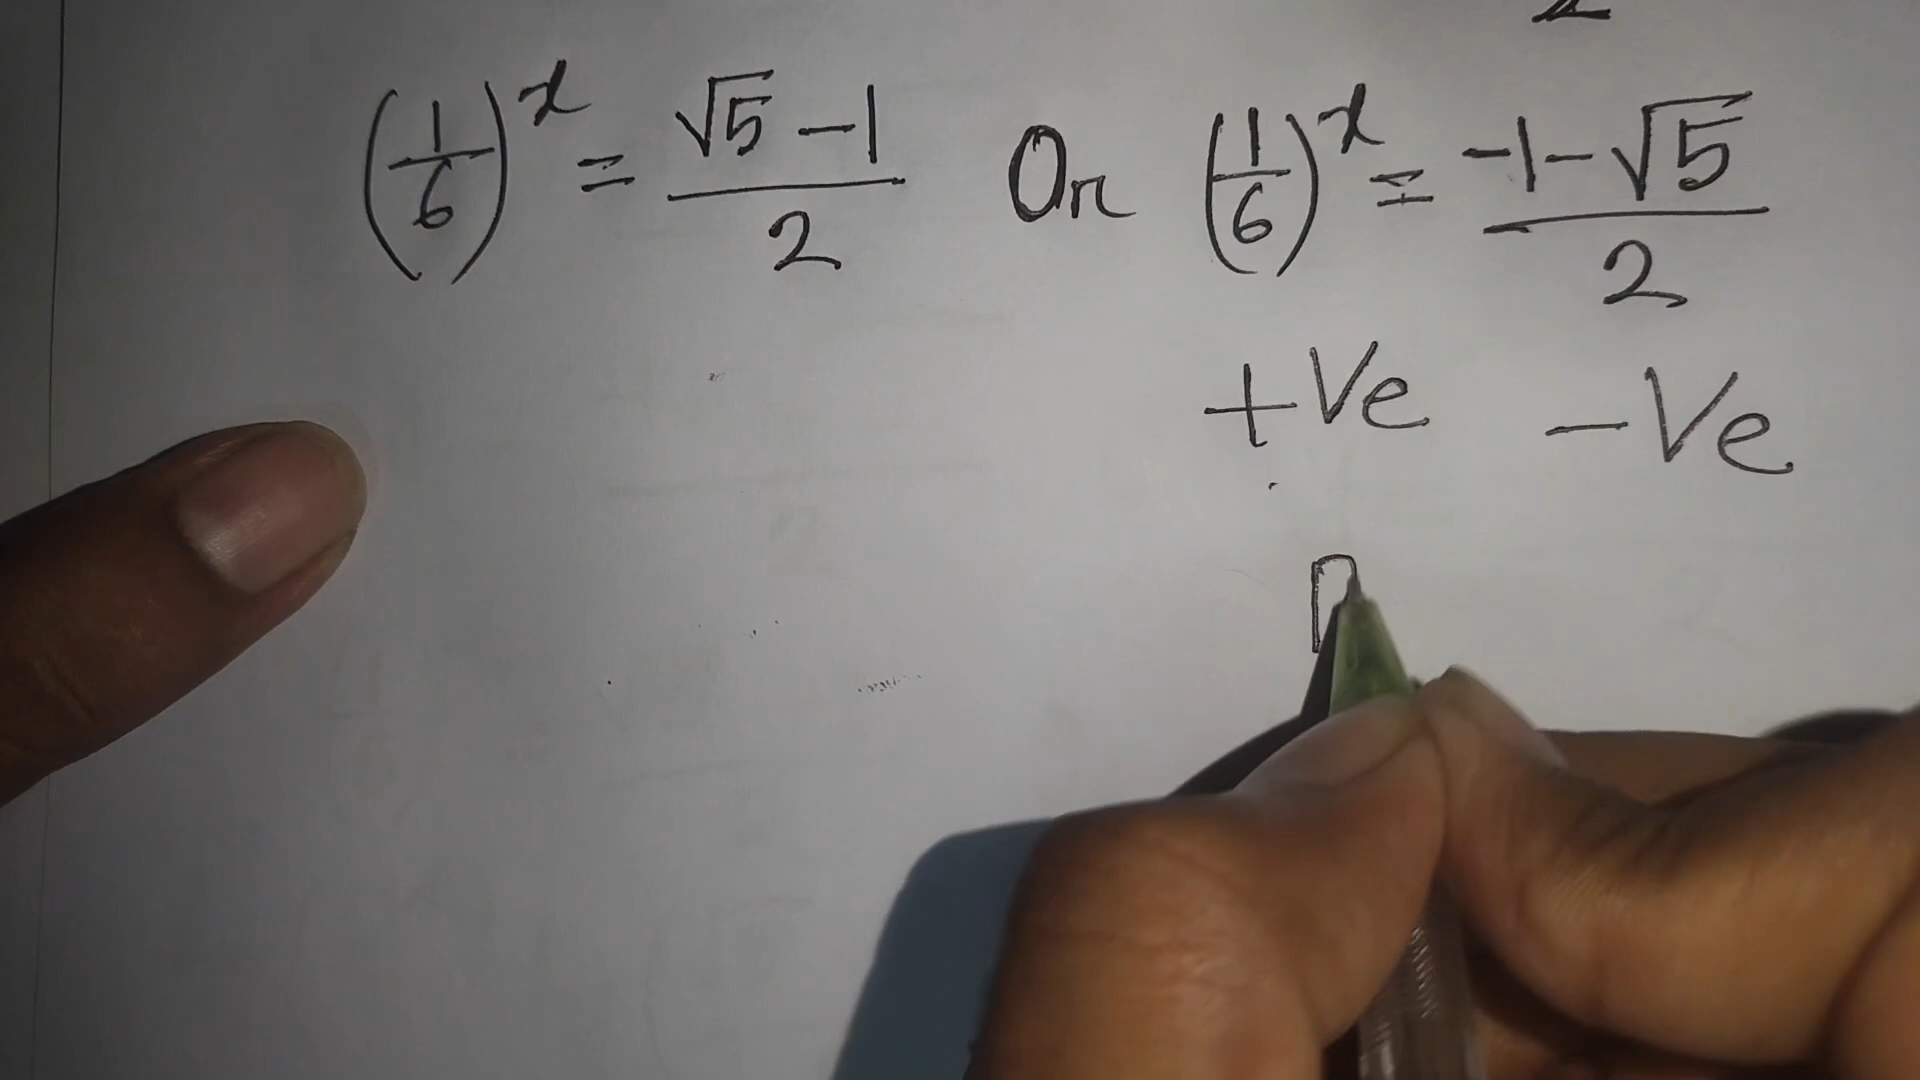 (1/6)^x = (√5 - 1)/2 Or (1/6)^x = (-1 - √5)/2
+Ve -Ve